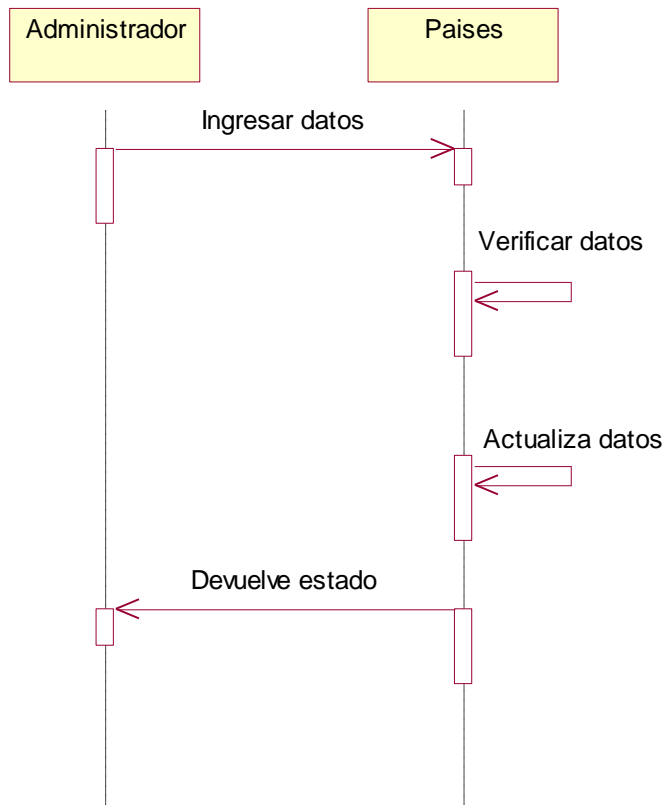 Administrador
Paises
Ingresar datos
Verificar datos
Actualiza datos
Devuelve estado